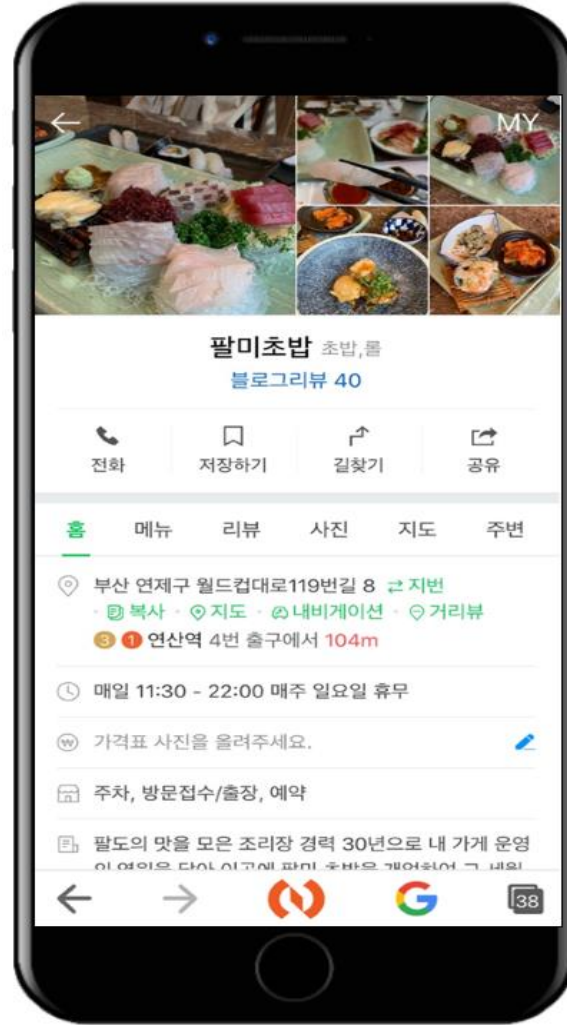 MY
팔미초밥 초밥,롤
블로그리뷰 40
전화 저장하기 길찾기 공유
홈 메뉴 리뷰 사진 지도 주변
부산 연제구 월드컵대로119번길 8 지번
복사 · 지도 · 내비게이션 · 거리뷰
3 1 연산역 4번 출구에서 104m
매일 11:30 - 22:00 매주 일요일 휴무
가격표 사진을 올려주세요.
주차, 방문접수/출장, 예약
팔도의 맛을 모은 조리장 경력 30년으로 내 가게 운영
38